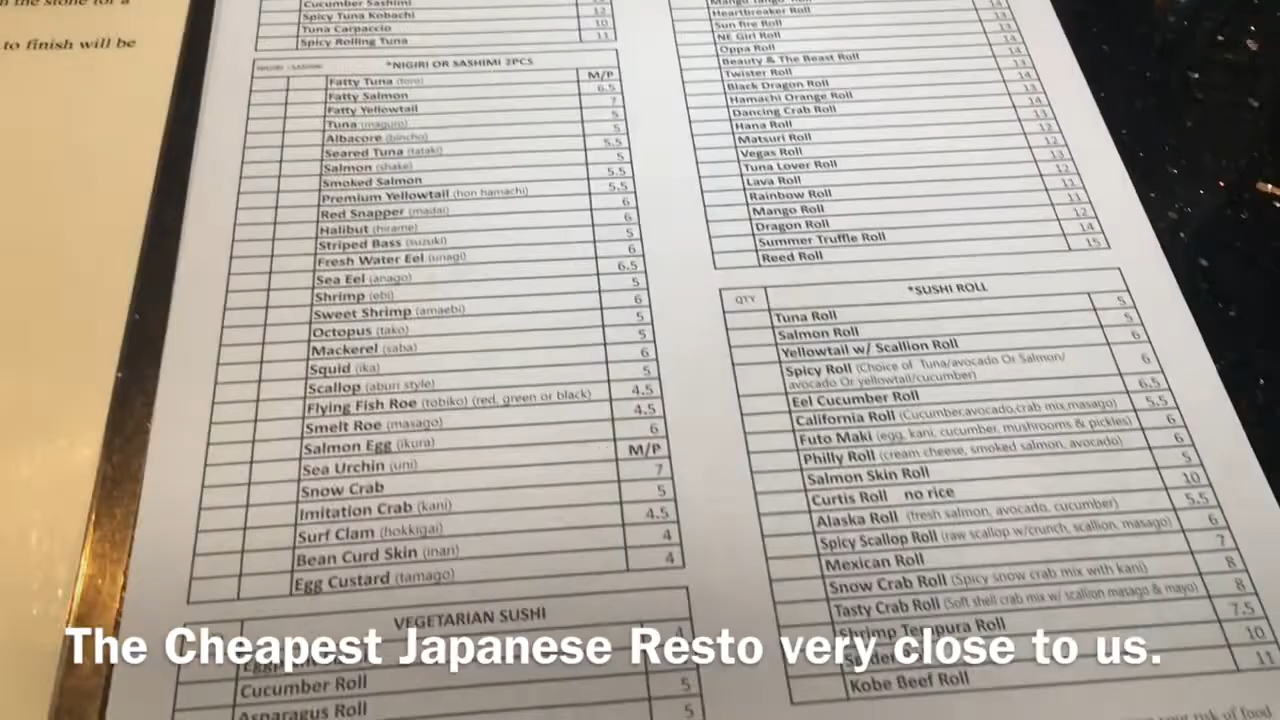 to finish will be
Cucumber Sashimi
Spicy Tuna Kobachi
Tuna Carpaccio 10
Spicy Rolling Tuna 11
*NIGIRI OR SASHIMI 2PCS
Fatty Tuna (toro) M/P
Fatty Salmon 6.5
Fatty Yellowtail 7
Tuna (maguro) 5
Albacore (bincho) 5
Seared Tuna (tataki) 5.5
Salmon (shake) 5
Smoked Salmon 5.5
Premium Yellowtail (hon hamachi) 5.5
Red Snapper (madai) 6
Halibut (hirame) 6
Striped Bass (suzuki) 5
Fresh Water Eel (unagi) 6
Sea Eel (anago) 6.5
Shrimp (ebi) 5
Sweet Shrimp (amaebi) 6
Octopus (tako) 5
Mackerel (saba) 5
Squid (ika) 6
Scallop (aburi style) 5
Flying Fish Roe (tobiko) (red, green or black) 4.5
Smelt Roe (masago) 4.5
Salmon Egg (ikura) 6
Sea Urchin (uni) M/P
Snow Crab 7
Imitation Crab (kani) 5
Surf Clam (hokkigai) 4.5
Bean Curd Skin (inari) 4
Egg Custard (tamago) 4
VEGETARIAN SUSHI
Cucumber Roll 5
Asparagus Roll 5
Mango Tango Roll
Heartbreaker Roll
Sun fire Roll
NE Girl Roll
Oppa Roll
Beauty & The Beast Roll
Twister Roll
Black Dragon Roll
Hamachi Orange Roll
Dancing Crab Roll
Hana Roll
Matsuri Roll
Vegas Roll
Tuna Lover Roll
Lava Roll
Rainbow Roll
Mango Roll 11
Dragon Roll 12
Summer Truffle Roll 14
Reed Roll 15
QTY *SUSHI ROLL
Tuna Roll 5
Salmon Roll 5
Yellowtail w/ Scallion Roll 6
Spicy Roll (Choice of Tuna/avocado Or Salmon/
avocado Or yellowtail/cucumber) 6
Eel Cucumber Roll 6.5
California Roll (Cucumber,avocado,crab mix,masago) 5.5
Futo Maki (egg, kani, cucumber, mushrooms & pickles) 6
Philly Roll (cream cheese, smoked salmon, avocado) 6
Salmon Skin Roll 5
Curtis Roll no rice 10
Alaska Roll (fresh salmon, avocado, cucumber) 5.5
Spicy Scallop Roll (raw scallop w/crunch, scallion, masago) 6
Mexican Roll 7
Snow Crab Roll (Spicy snow crab mix with kani) 8
Tasty Crab Roll (Soft shell crab mix w/ scallion masago & mayo) 8
Shrimp Tempura Roll 7.5
10
Kobe Beef Roll 11
risk of food
The Cheapest Japanese Resto very close to us.